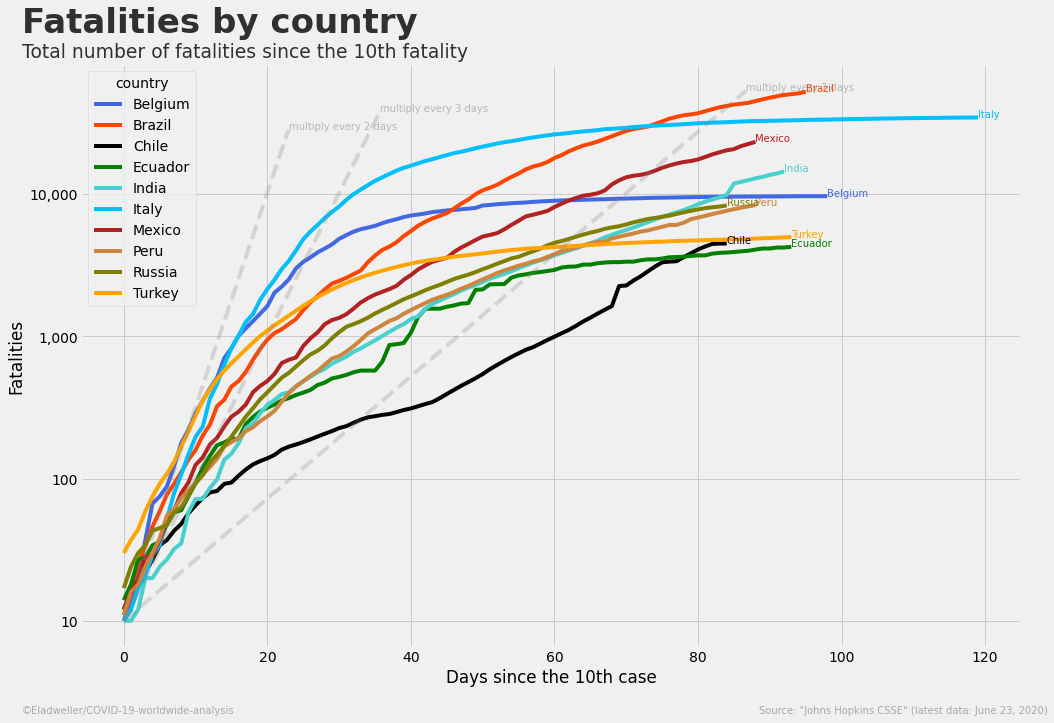 Fatalities by country
Total number of fatalities since the 10th fatality
country
Belgium
Brazil
Chile
Ecuador
India
Italy
Mexico
Peru
Russia
Turkey
multiply every 2 days
multiply every 3 days
multiply every 7 days
Brazil
Italy
Mexico
India
Belgium
Russia
Peru
Turkey
Chile
Ecuador
Fatalities
10,000
1,000
100
10
0 20 40 60 80 100 120
Days since the 10th case
©Eladweller/COVID-19-worldwide-analysis
Source: "Johns Hopkins CSSE" (latest data: June 23, 2020)